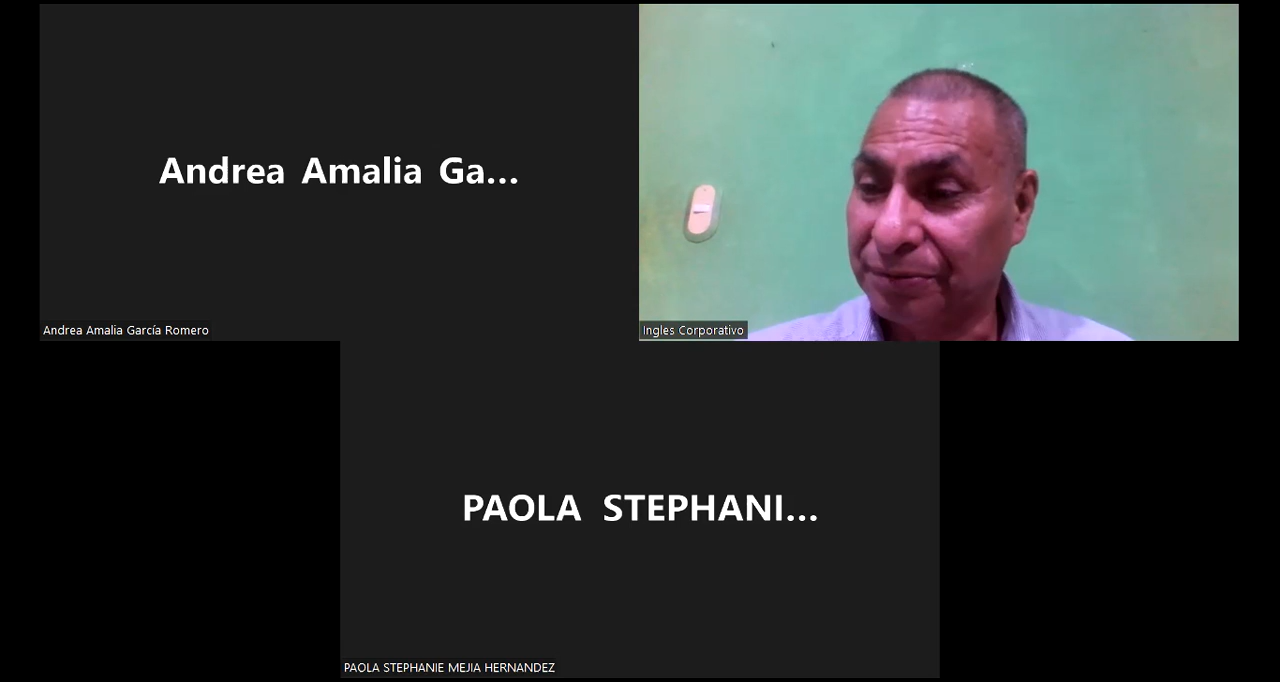 Andrea Amalia Ga...
Andrea Amalia García Romero
Ingles Corporativo
PAOLA STEPHANI...
PAOLA STEPHANIE MEJIA HERNANDEZ